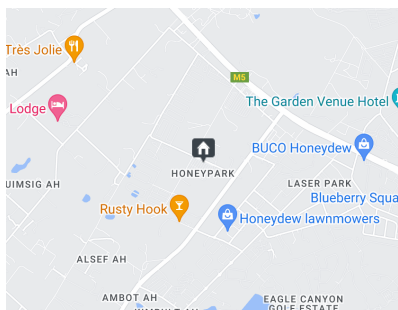 Très Jolie
AH
M5
Lodge
The Garden Venue Hotel
BUCO Honeydew
HONEYPARK
UIMSIG AH
LASER PARK
Blueberry Squa
Rusty Hook
Honeydew lawnmowers
ALSEF AH
AMBOT AH
EAGLE CANYON
GOLF ESTATE